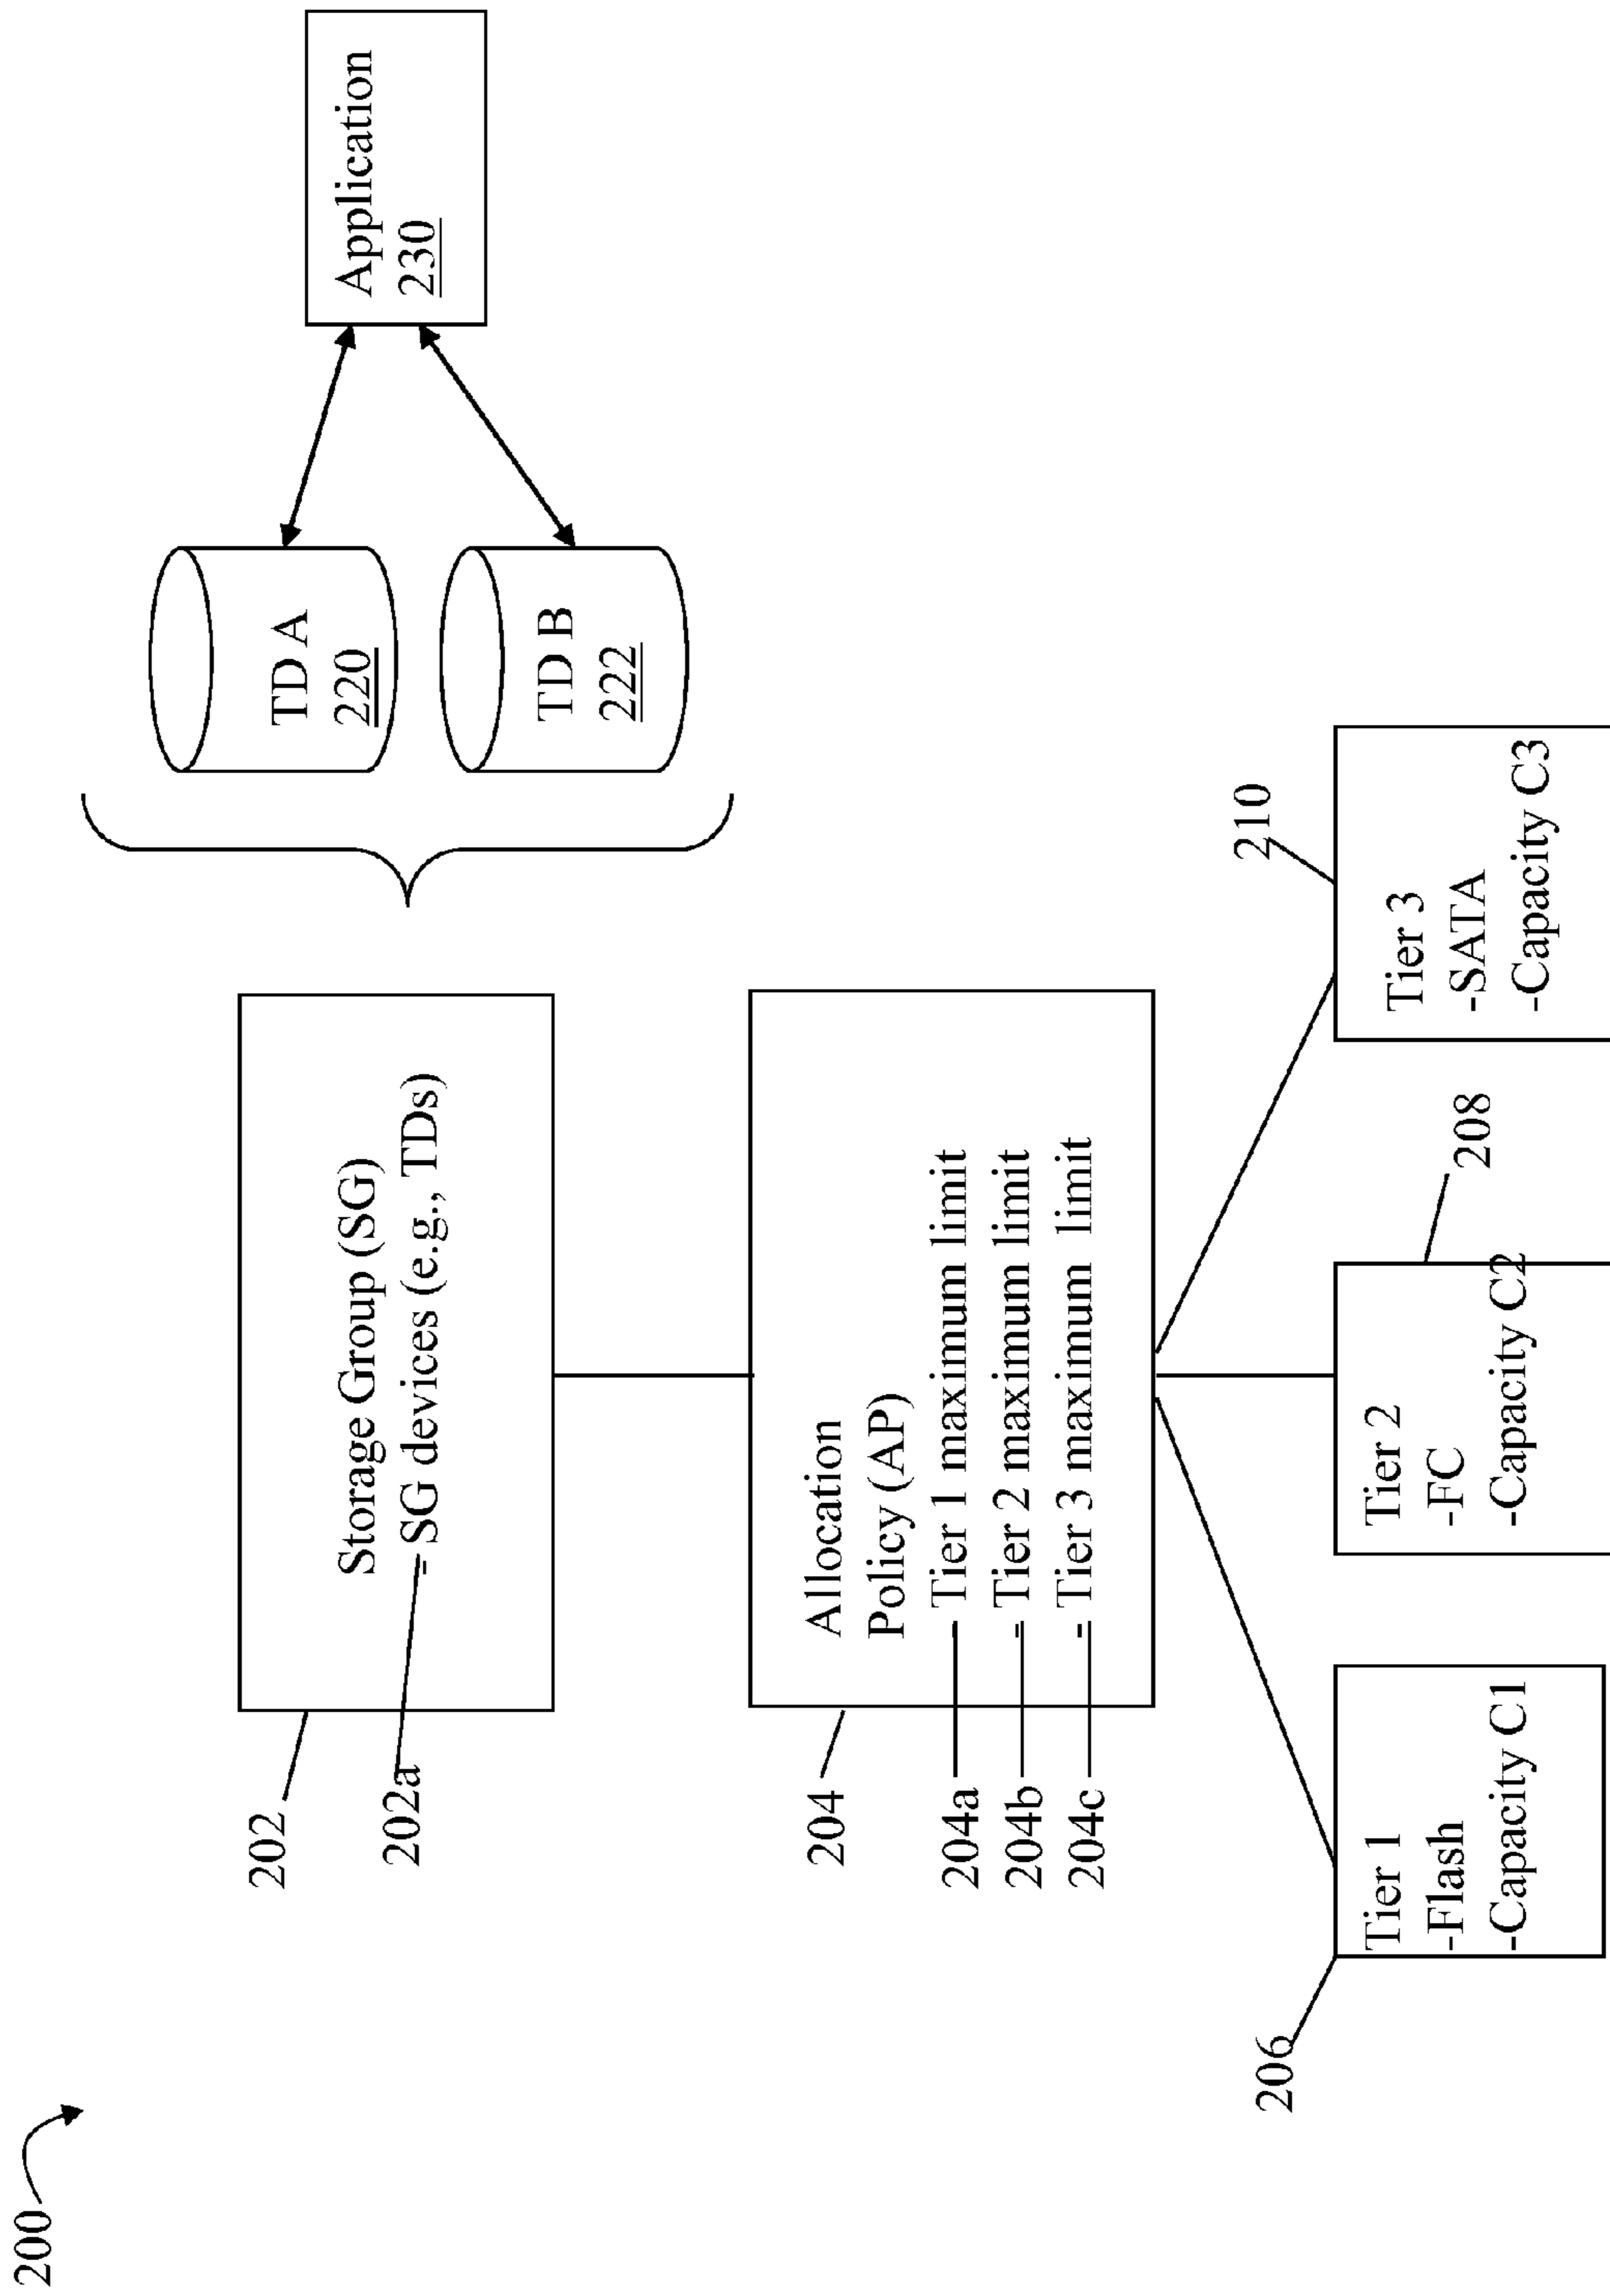 200
202
Storage Group (SG)
- SG devices (e.g., TDs)
202a
TD A
220
TD B
222
Application
230
204
Allocation
Policy (AP)
- Tier 1 maximum limit
- Tier 2 maximum limit
- Tier 3 maximum limit
204a
204b
204c
206
Tier 1
-Flash
-Capacity C1
Tier 2
-FC
-Capacity C2
208
210
Tier 3
-SATA
-Capacity C3